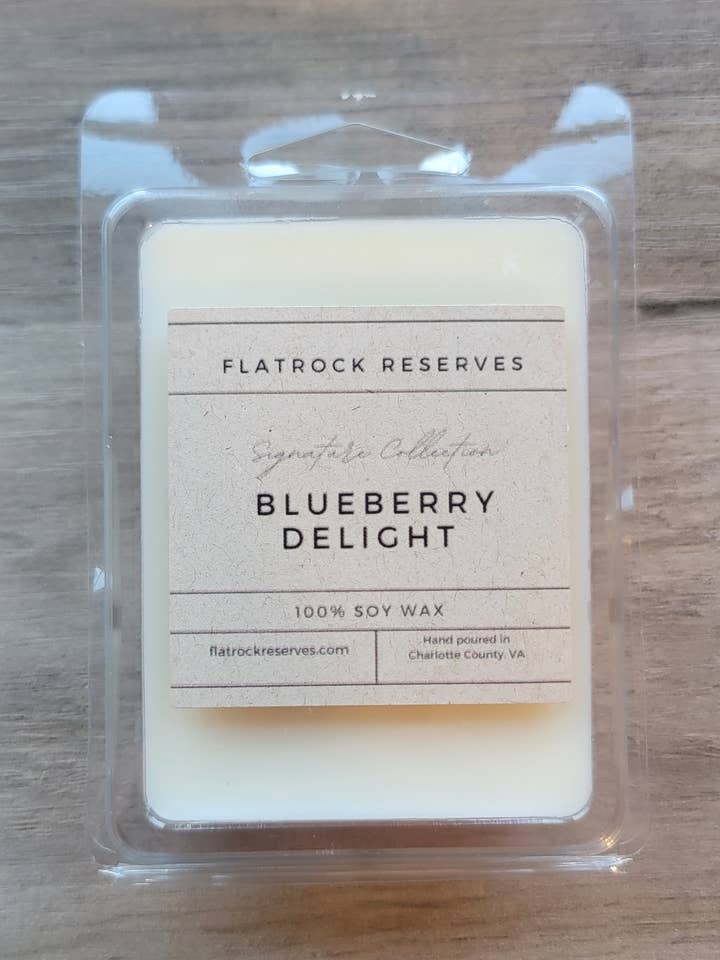 FLATROCK RESERVES
Signature Collection
BLUEBERRY
DELIGHT
100% SOY WAX
flatrockreserves.com
Hand poured in
Charlotte County, VA